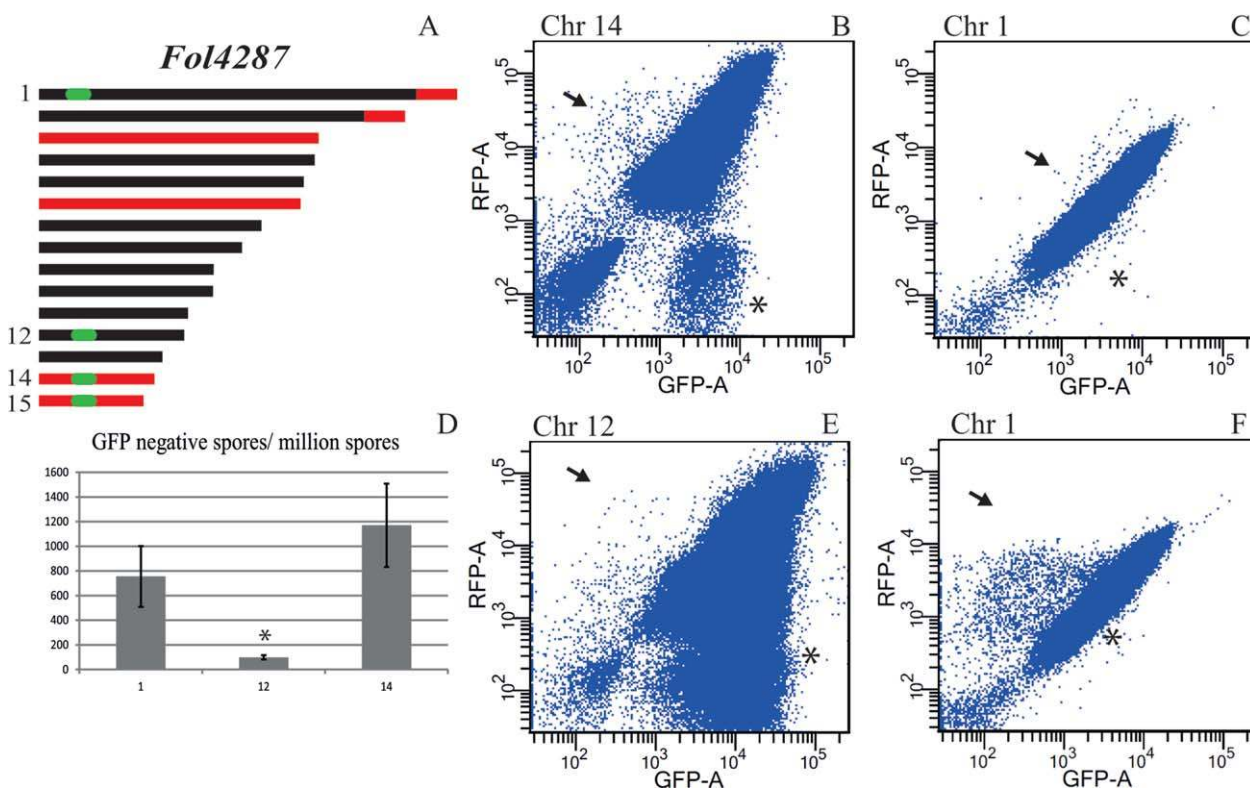 A
Fol4287
1
12
14
15
Chr 14 B
RFP-A
10^5
10^4
10^3
10^2
10^2 10^3 10^4 10^5
GFP-A
*
Chr 1 C
RFP-A
10^5
10^4
10^3
10^2
10^2 10^3 10^4 10^5
GFP-A
*
D
GFP negative spores/ million spores
1600
1400
1200
1000
800
600
400
200
0
*
1 12 14
Chr 12 E
RFP-A
10^5
10^4
10^3
10^2
10^2 10^3 10^4 10^5
GFP-A
*
Chr 1 F
RFP-A
10^5
10^4
10^3
10^2
10^2 10^3 10^4 10^5
GFP-A
*